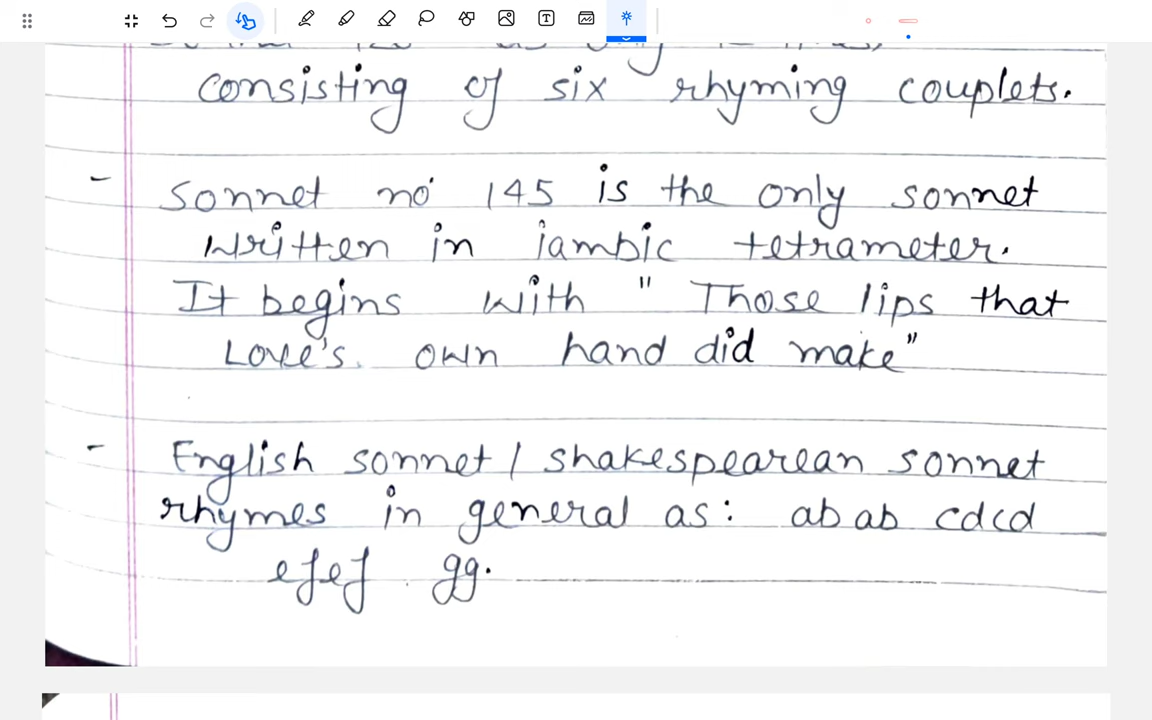 consisting of six rhyming couplets.
- Sonnet no 145 is the only sonnet
written in iambic tetrameter.
It begins with " Those lips that
Love's own hand did make"
- English sonnet / shakespearean sonnet
rhymes in general as: abab cdcd
efef gg.